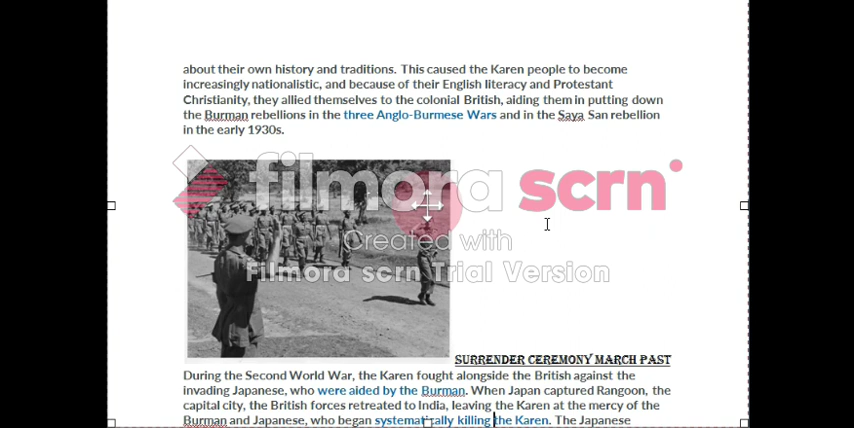 about their own history and traditions. This caused the Karen people to become
increasingly nationalistic, and because of their English literacy and Protestant
Christianity, they allied themselves to the colonial British, aiding them in putting down
the Burman rebellions in the three Anglo-Burmese Wars and in the Saya San rebellion
in the early 1930s.
filmora scrn
Created with
Filmora scrn Trial Version
SURRENDER CEREMONY MARCH PAST
During the Second World War, the Karen fought alongside the British against the
invading Japanese, who were aided by the Burman. When Japan captured Rangoon, the
capital city, the British forces retreated to India, leaving the Karen at the mercy of the
Burman and Japanese, who began systematically killing the Karen. The Japanese